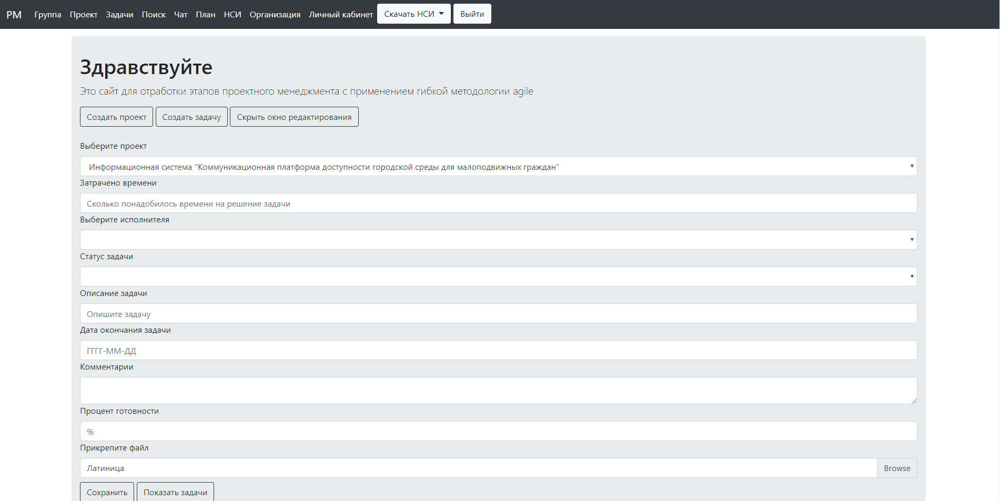 PM Группа Проект Задачи Поиск Чат План НСИ Организация Личный кабинет Скачать НСИ Выйти
Здравствуйте
Это сайт для отработки этапов проектного менеджмента с применением гибкой методологии agile
Создать проект Создать задачу Скрыть окно редактирования
Выберите проект
Информационная система "Коммуникационная платформа доступности городской среды для малоподвижных граждан"
Затрачено времени
Сколько понадобилось времени на решение задачи
Выберите исполнителя
Статус задачи
Описание задачи
Опишите задачу
Дата окончания задачи
ГГГГ-ММ-ДД
Комментарии
Процент готовности
%
Прикрепите файл
Латиница Browse
Сохранить Показать задачи